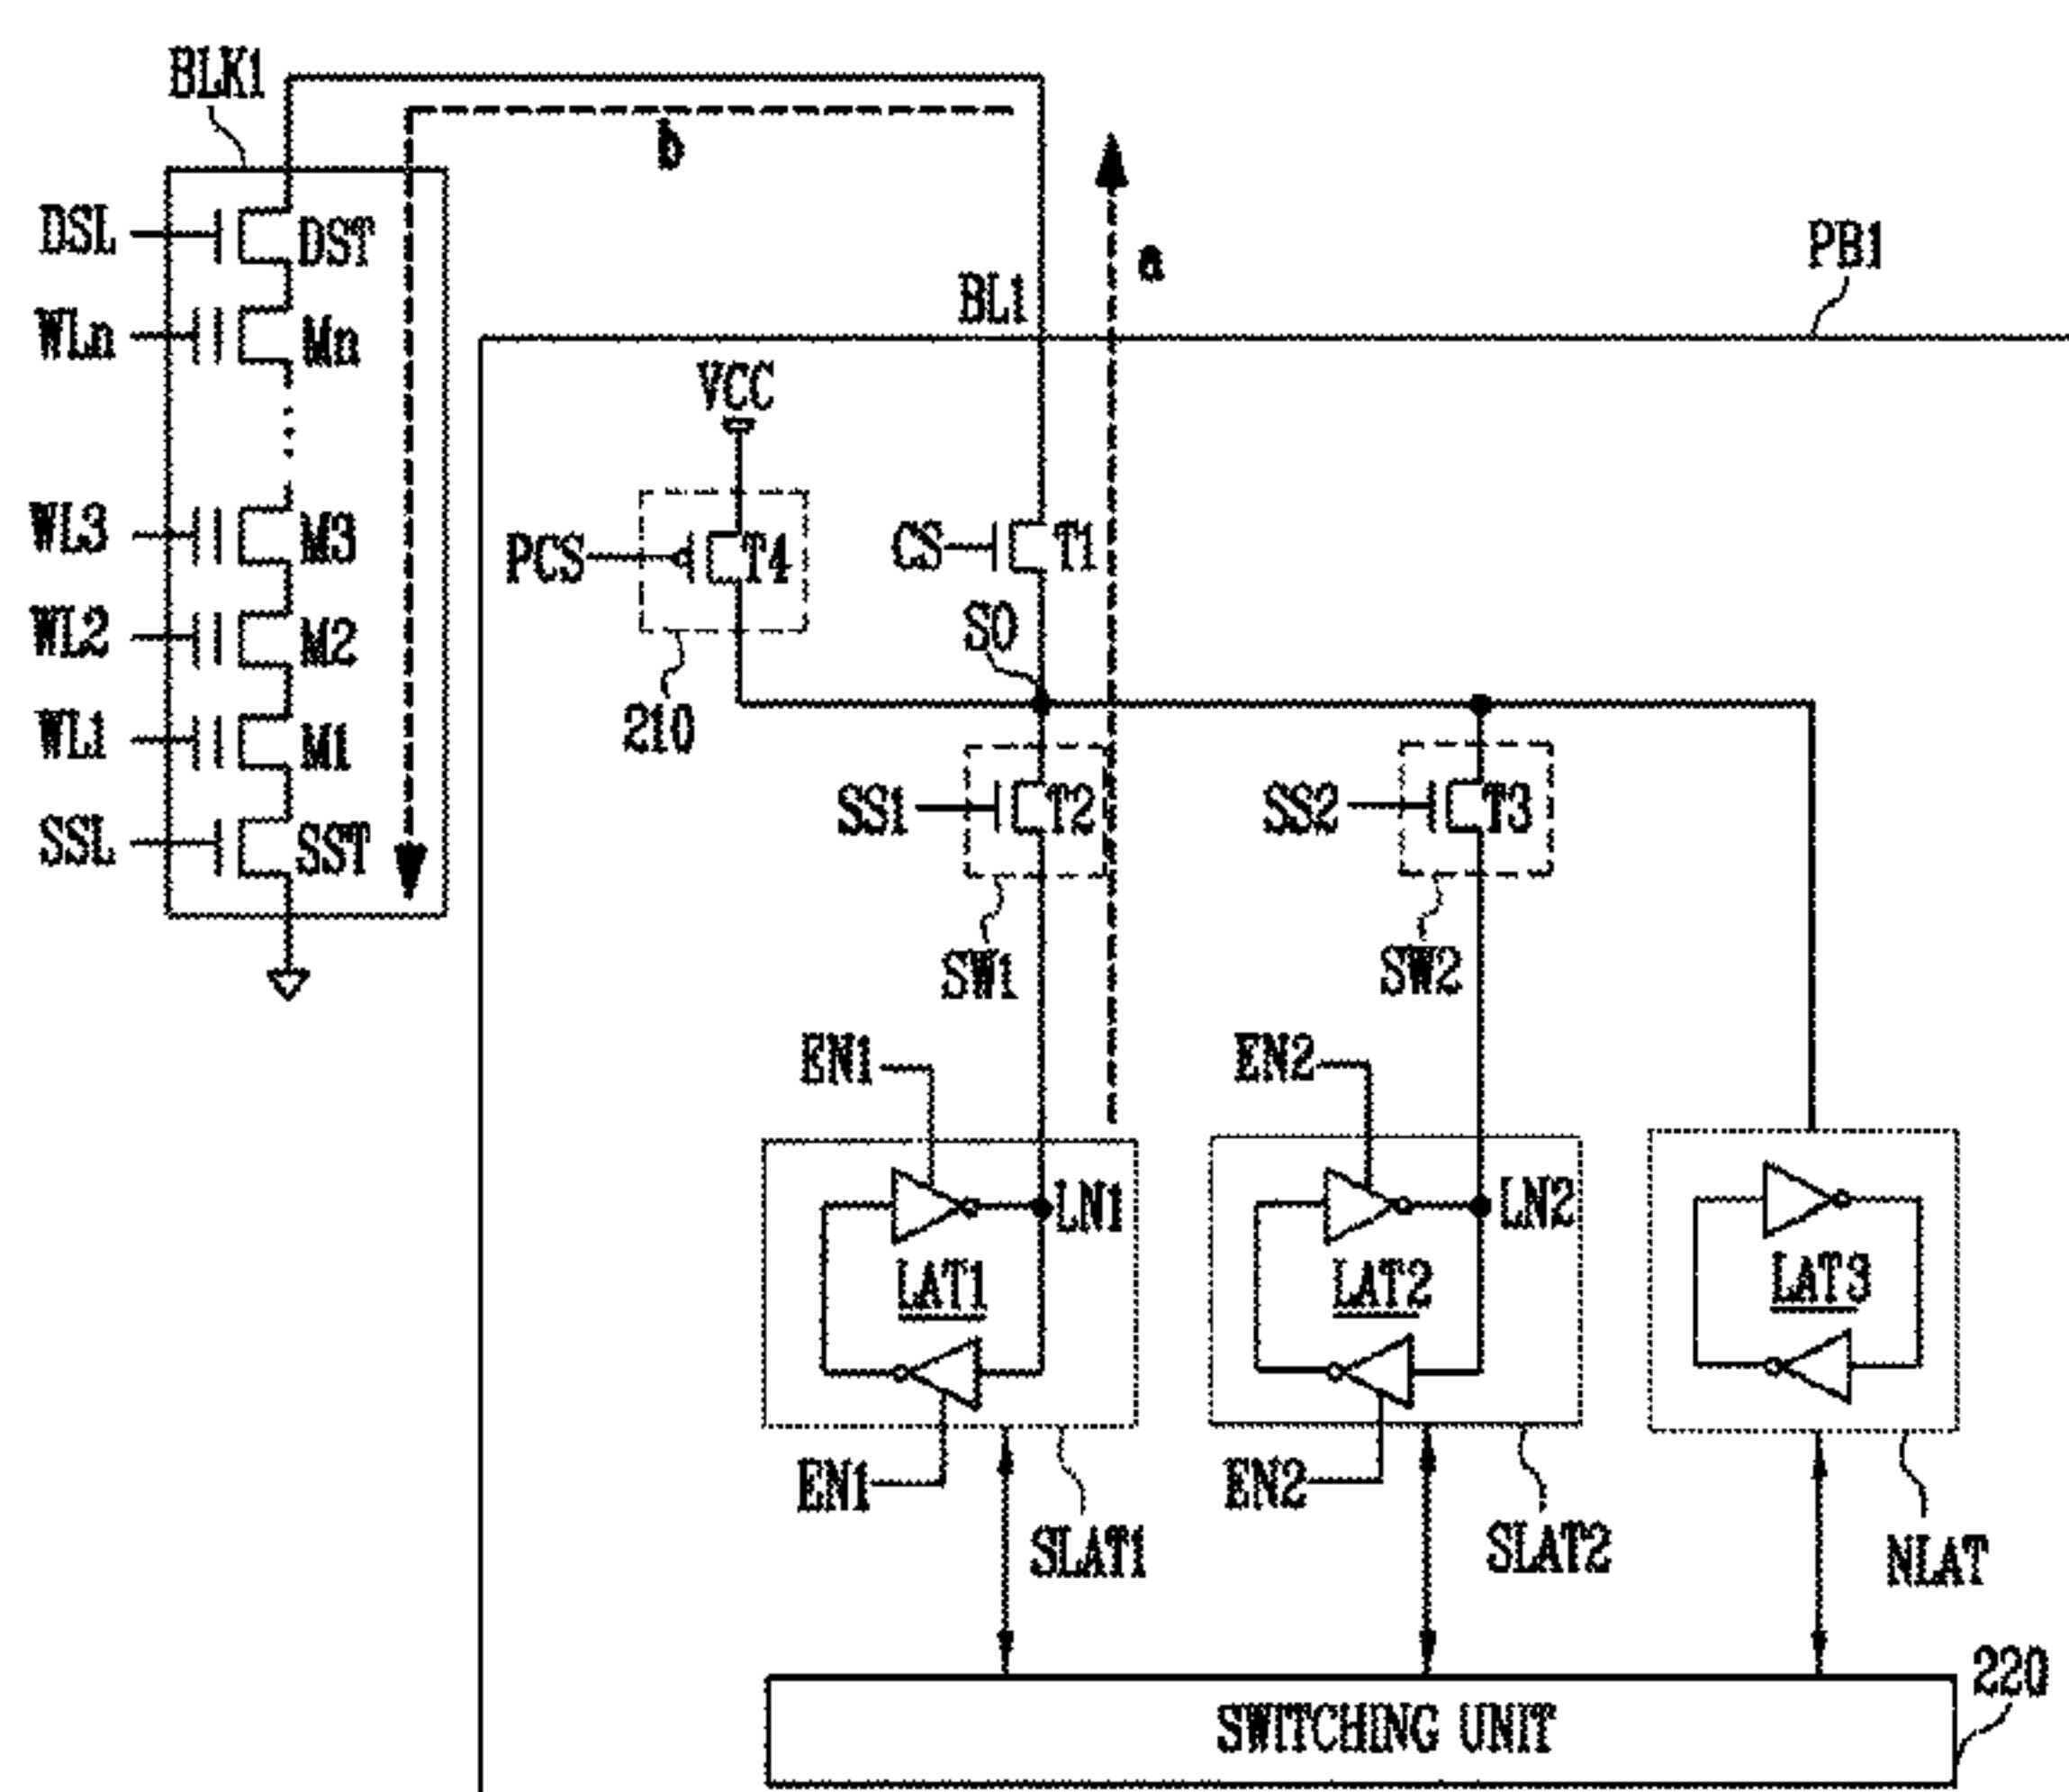 BLK1
b
DSL
DST
a
PB1
BL1
WLn
Mn
VCC
WL3
M3
PCS
T4
CS
T1
SO
WL2
M2
210
WL1
M1
SS1
T2
SS2
T3
SSL
SST
SW1
SW2
EN1
EN2
LN1
LN2
LAT1
LAT2
LAT3
EN1
EN2
SLAT1
SLAT2
NLAT
220
SWITCHING UNIT